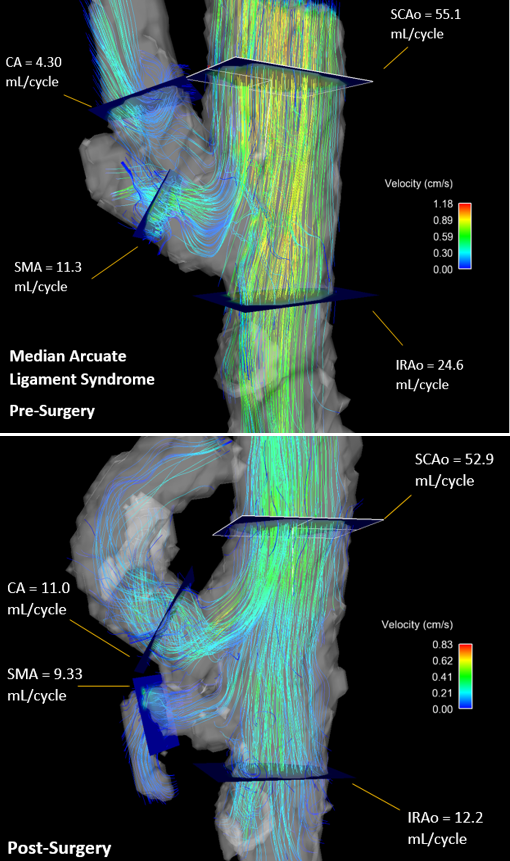 SCAo = 55.1
mL/cycle
CA = 4.30
mL/cycle
Velocity (cm/s)
1.18
0.89
0.59
0.30
0.00
SMA = 11.3
mL/cycle
IRAo = 24.6
mL/cycle
Median Arcuate
Ligament Syndrome
Pre-Surgery
SCAo = 52.9
mL/cycle
CA = 11.0
mL/cycle
Velocity (cm/s)
0.83
0.62
0.41
0.21
0.00
SMA = 9.33
mL/cycle
IRAo = 12.2
mL/cycle
Post-Surgery